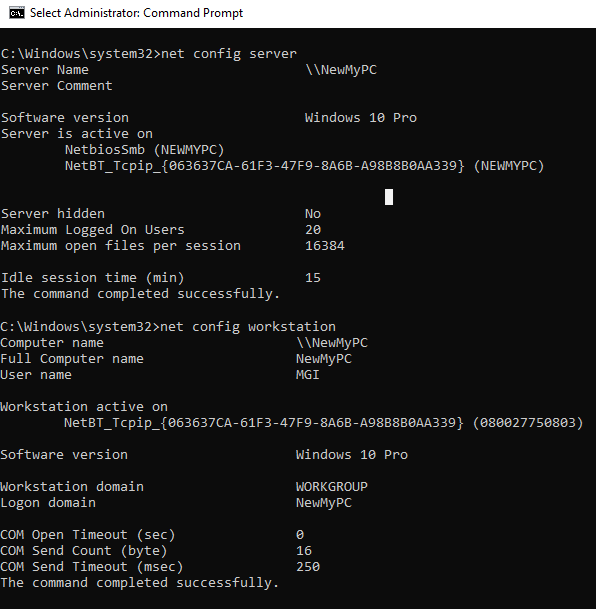 Select Administrator: Command Prompt
C:\Windows\system32>net config server
Server Name                           \\NewMyPC
Server Comment
Software version                      Windows 10 Pro
Server is active on
        NetbiosSmb (NEWMYPC)
        NetBT_Tcpip_{063637CA-61F3-47F9-8A6B-A98B8B0AA339} (NEWMYPC)
Server hidden                         No
Maximum Logged On Users               20
Maximum open files per session        16384
Idle session time (min)               15
The command completed successfully.
C:\Windows\system32>net config workstation
Computer name                        \\NewMyPC
Full Computer name                   NewMyPC
User name                            MGI
Workstation active on
        NetBT_Tcpip_{063637CA-61F3-47F9-8A6B-A98B8B0AA339} (080027750803)
Software version                     Windows 10 Pro
Workstation domain                   WORKGROUP
Logon domain                         NewMyPC
COM Open Timeout (sec)               0
COM Send Count (byte)                16
COM Send Timeout (msec)              250
The command completed successfully.